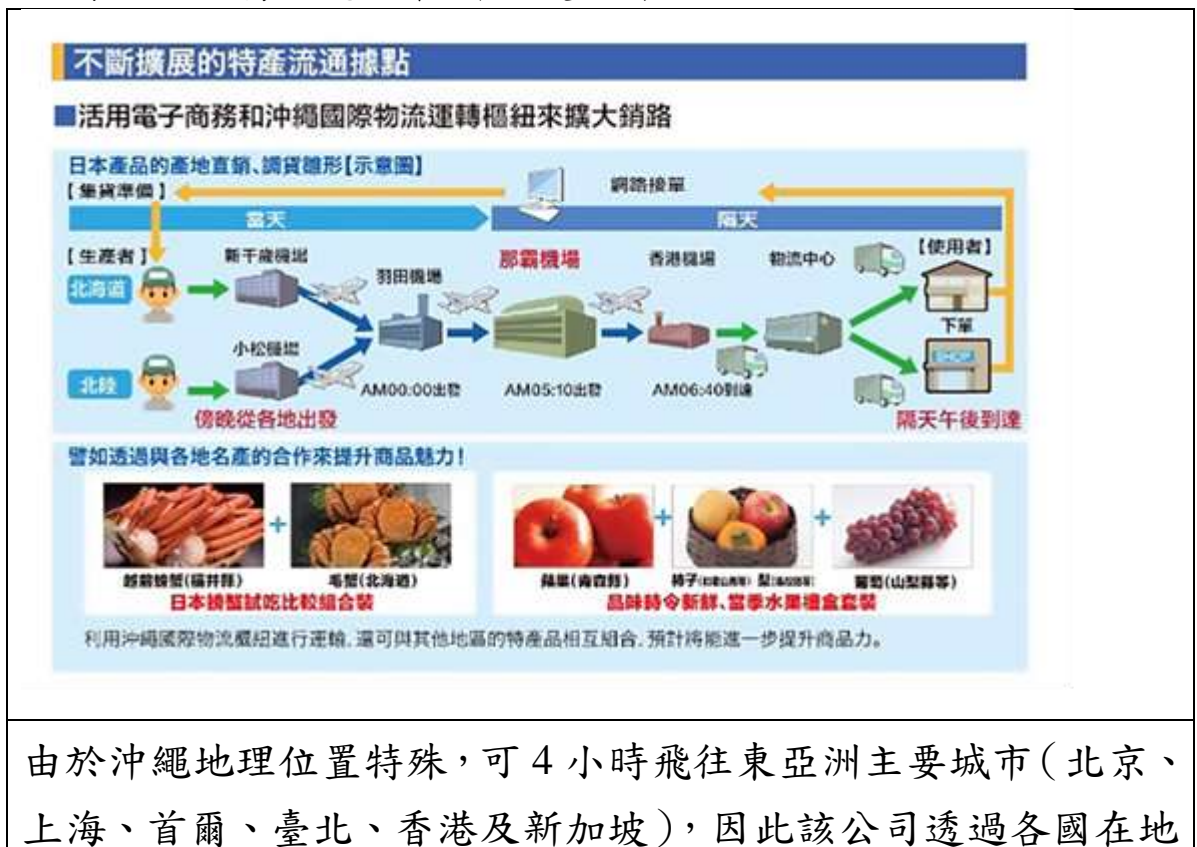 不斷擴展的特產流通據點
■活用電子商務和沖繩國際物流運轉樞紐來擴大銷路
日本產品的產地直銷、調貨雛形【示意圖】
【集貨準備】
網路接單
當天
隔天
【生產者】
新千歲機場
羽田機場
那霸機場
香港機場
物流中心
【使用者】
北海道
小松機場
下單
SHOP
北陸
AM00:00出發
AM05:10出發
AM06:40到達
傍晚從各地出發
隔天午後到達
譬如透過與各地名產的合作來提升商品魅力!
+
+
+
越前螃蟹(福井縣)
毛蟹(北海道)
蘋果(青森縣)
柿子(和歌山縣等) 梨
葡萄(山梨縣等)
日本螃蟹試吃比較組合裝
品味時令新鮮、當季水果禮盒套裝
利用沖繩國際物流樞紐進行運輸,還可與其他地區的特產品相互組合,預計將能進一步提升商品力。
由於沖繩地理位置特殊,可 4 小時飛往東亞洲主要城市(北京、
上海、首爾、臺北、香港及新加坡),因此該公司透過各國在地